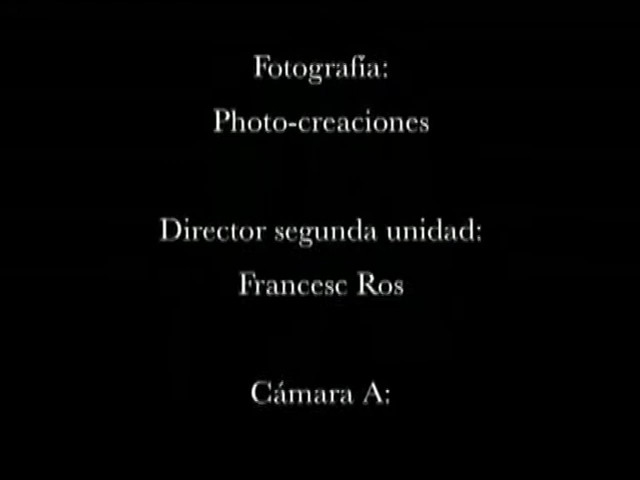 Fotografía:
Photo-creaciones
Director segunda unidad:
Francesc Ros
Cámara A: